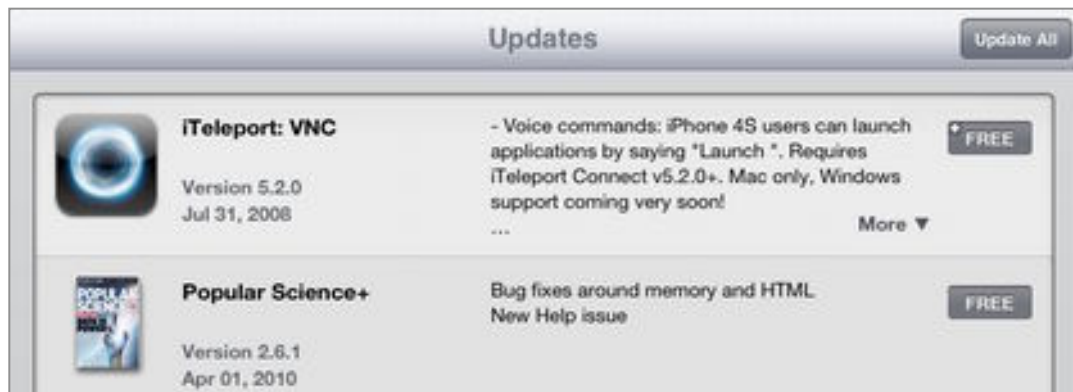 Updates
Update All
iTeleport: VNC
Version 5.2.0
Jul 31, 2008
- Voice commands: iPhone 4S users can launch
applications by saying "Launch ". Requires
iTeleport Connect v5.2.0+. Mac only, Windows
support coming very soon!
...
More ▼
+ FREE
POPULAR
SCIENCE
Popular Science+
Version 2.6.1
Apr 01, 2010
Bug fixes around memory and HTML
New Help issue
FREE